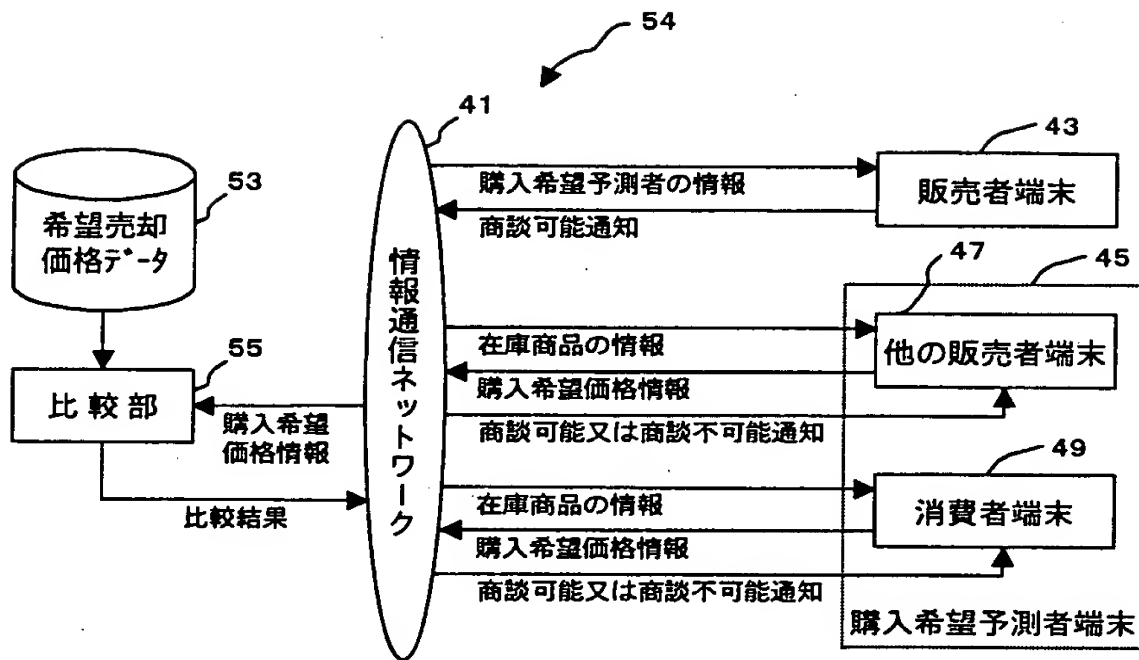 54
41
43
53
希望売却
価格ﾃﾞｰﾀ
購入希望予測者の情報
販売者端末
商談可能通知
情報通信ネットワーク
47
45
55
在庫商品の情報
他の販売者端末
比較部
購入希望価格情報
購入希望
価格情報
商談可能又は商談不可能通知
49
在庫商品の情報
消費者端末
比較結果
購入希望価格情報
商談可能又は商談不可能通知
購入希望予測者端末